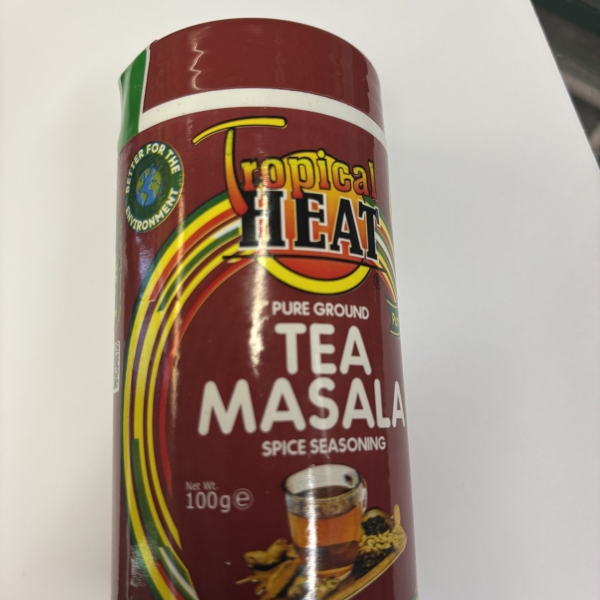 BETTER FOR THE
ENVIRONMENT
Tropical
HEAT
PURE GROUND
TEA
MASALA
SPICE SEASONING
Net Wt.
100g℮